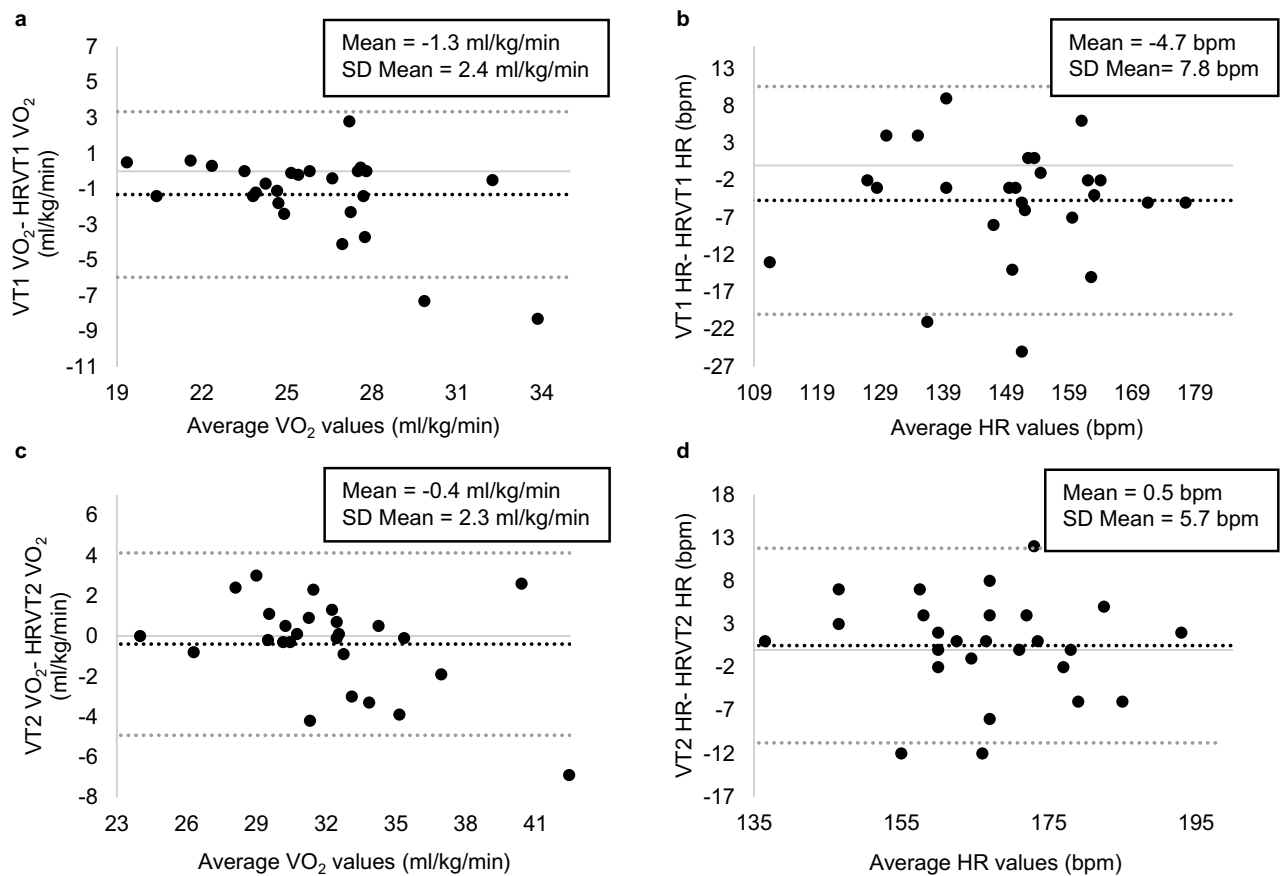 a
Mean = -1.3 ml/kg/min
SD Mean = 2.4 ml/kg/min
VT1 VO₂- HRVT1 VO₂
(ml/kg/min)
7
5
3
1
-1
-3
-5
-7
-9
-11
19 22 25 28 31 34
Average VO₂ values (ml/kg/min)
b
Mean = -4.7 bpm
SD Mean= 7.8 bpm
VT1 HR- HRVT1 HR (bpm)
13
8
3
-2
-7
-12
-17
-22
-27
109 119 129 139 149 159 169 179
Average HR values (bpm)
c
Mean = -0.4 ml/kg/min
SD Mean = 2.3 ml/kg/min
VT2 VO₂- HRVT2 VO₂
(ml/kg/min)
6
4
2
0
-2
-4
-6
-8
23 26 29 32 35 38 41
Average VO₂ values (ml/kg/min)
d
Mean = 0.5 bpm
SD Mean = 5.7 bpm
VT2 HR- HRVT2 HR (bpm)
18
13
8
3
-2
-7
-12
-17
135 155 175 195
Average HR values (bpm)